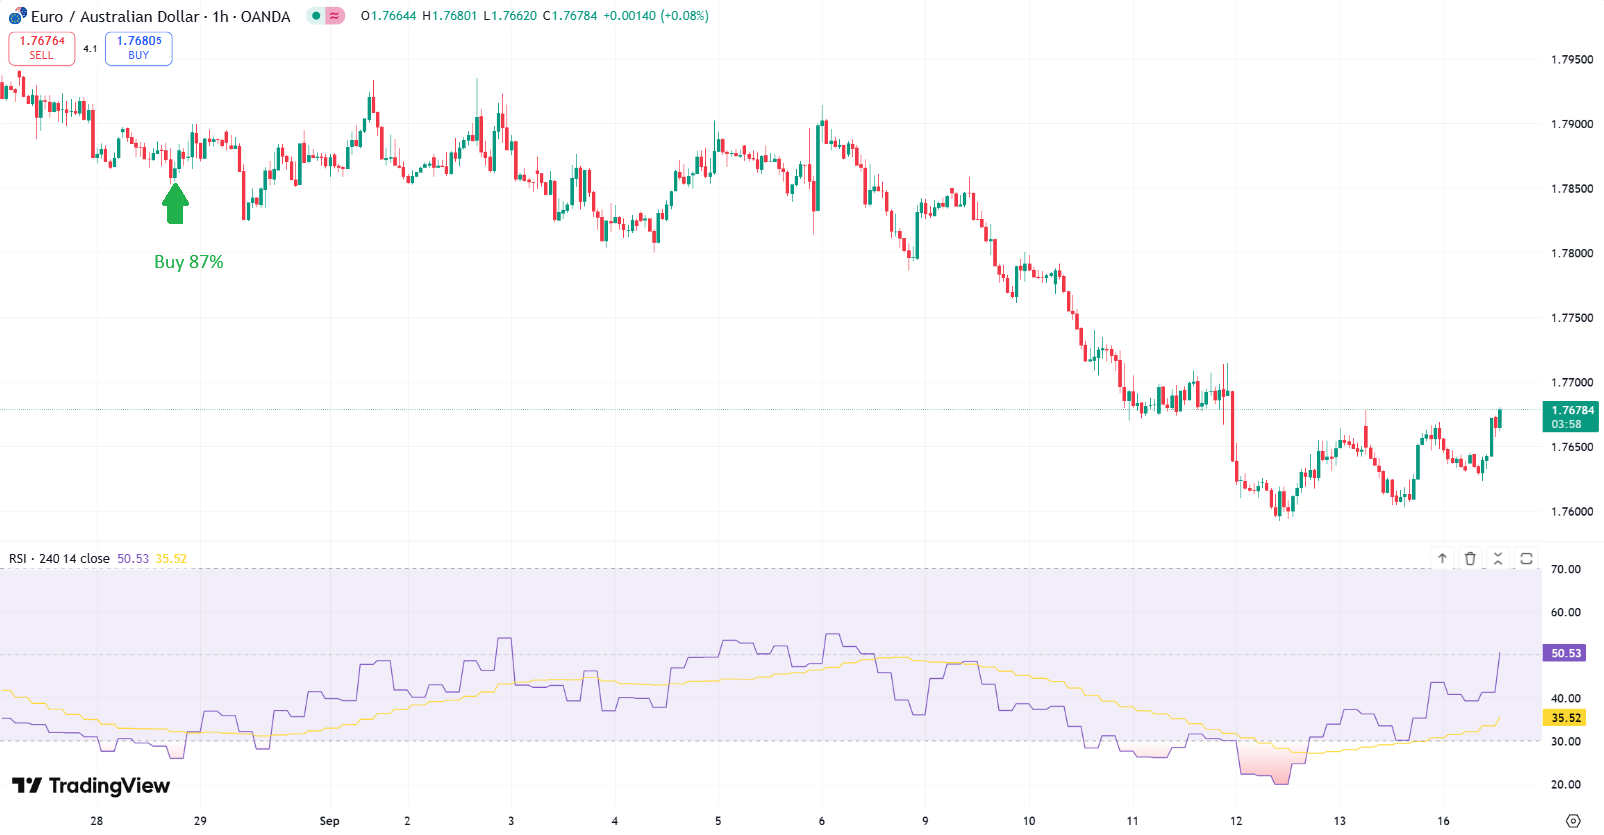 Euro / Australian Dollar · 1h · OANDA O1.76644 H1.76801 L1.76620 C1.76784 +0.00140 (+0.08%)
1.76764 4.1 1.76805
SELL BUY
1.79500
1.79000
1.78500
1.78000
1.77500
1.77000
1.76784
03:58
1.76500
1.76000
Buy 87%
RSI · 240 14 close 50.53 35.52
70.00
60.00
50.53
40.00
35.52
30.00
20.00
TradingView
28 29 Sep 2 3 4 5 6 9 10 11 12 13 16